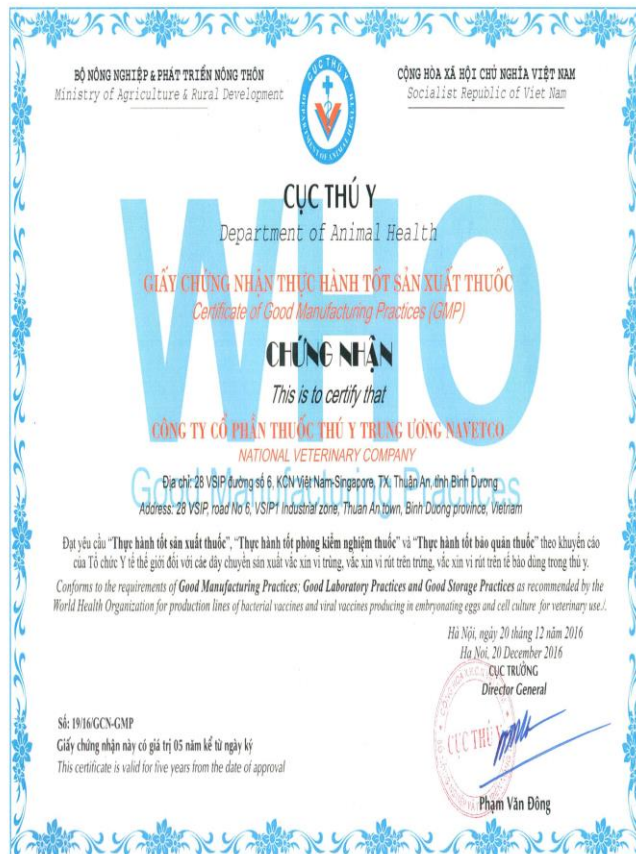 BỘ NÔNG NGHIỆP & PHÁT TRIỂN NÔNG THÔN
Ministry of Agriculture & Rural Development
CỘNG HÒA XÃ HỘI CHỦ NGHĨA VIỆT NAM
Socialist Republic of Viet Nam
CỤC THÚ Y
DEPARTMENT OF ANIMAL HEALTH
WHO
Good Manufacturing Practices
CỤC THÚ Y
Department of Animal Health
GIẤY CHỨNG NHẬN THỰC HÀNH TỐT SẢN XUẤT THUỐC
Certificate of Good Manufacturing Practices (GMP)
CHỨNG NHẬN
This is to certify that
CÔNG TY CỔ PHẦN THUỐC THÚ Y TRUNG ƯƠNG NAVETCO
NATIONAL VETERINARY COMPANY
Địa chỉ: 28 VSIP đường số 6, KCN Việt Nam-Singapore, TX. Thuận An, tỉnh Bình Dương
Address: 28 VSIP, road No 6, VSIP1 Industrial zone, Thuan An town, Binh Duong province, Vietnam
Đạt yêu cầu "Thực hành tốt sản xuất thuốc", "Thực hành tốt phòng kiểm nghiệm thuốc" và "Thực hành tốt bảo quản thuốc" theo khuyến cáo
của Tổ chức Y tế thế giới đối với các dây chuyền sản xuất vắc xin vi trùng, vắc xin vi rút trên trứng, vắc xin vi rút trên tế bào dùng trong thú y.
Conforms to the requirements of Good Manufacturing Practices; Good Laboratory Practices and Good Storage Practices as recommended by the
World Health Organization for production lines of bacterial vaccines and viral vaccines producing in embryonating eggs and cell culture for veterinary use./.
Hà Nội, ngày 20 tháng 12 năm 2016
Ha Noi, 20 December 2016
CỤC TRƯỞNG
Director General
CỤC THÚ Y
Phạm Văn Đông
Số: 19/16/GCN-GMP
Giấy chứng nhận này có giá trị 05 năm kể từ ngày ký
This certificate is valid for five years from the date of approval